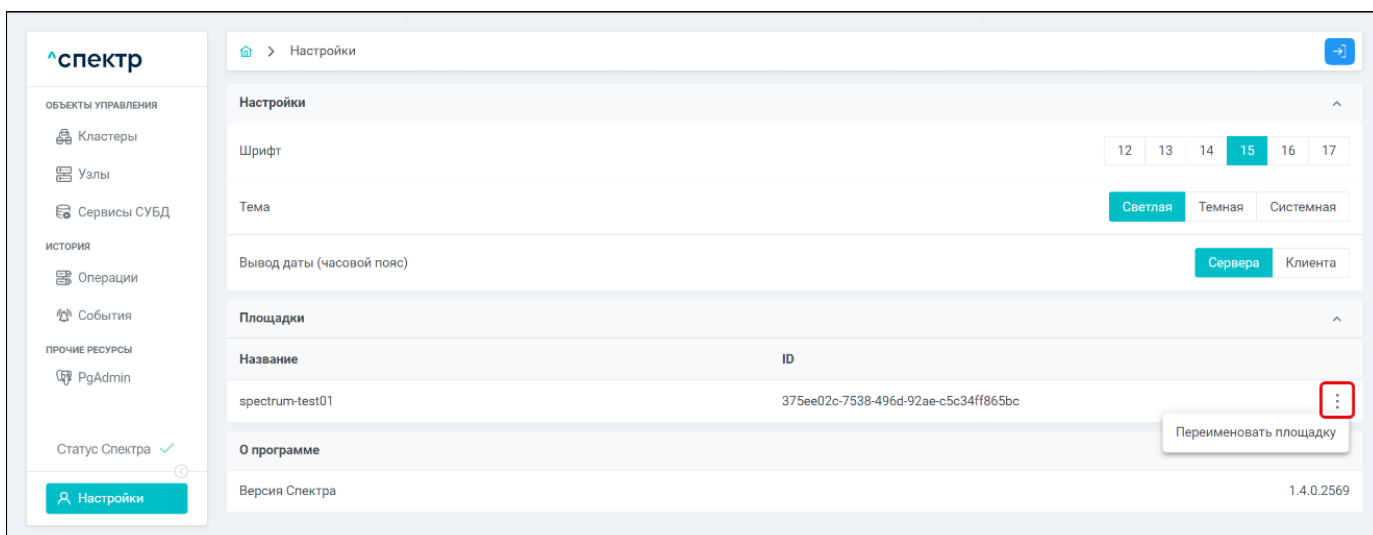 ^спектр
ОБЪЕКТЫ УПРАВЛЕНИЯ
Кластеры
Узлы
Сервисы СУБД
ИСТОРИЯ
Операции
События
ПРОЧИЕ РЕСУРСЫ
PgAdmin
Статус Спектра
Настройки
> Настройки
Настройки
Шрифт 12 13 14 15 16 17
Тема Светлая Темная Системная
Вывод даты (часовой пояс) Сервера Клиента
Площадки
Название ID
spectrum-test01 375ee02c-7538-496d-92ae-c5c34ff865bc
Переименовать площадку
О программе
Версия Спектра 1.4.0.2569